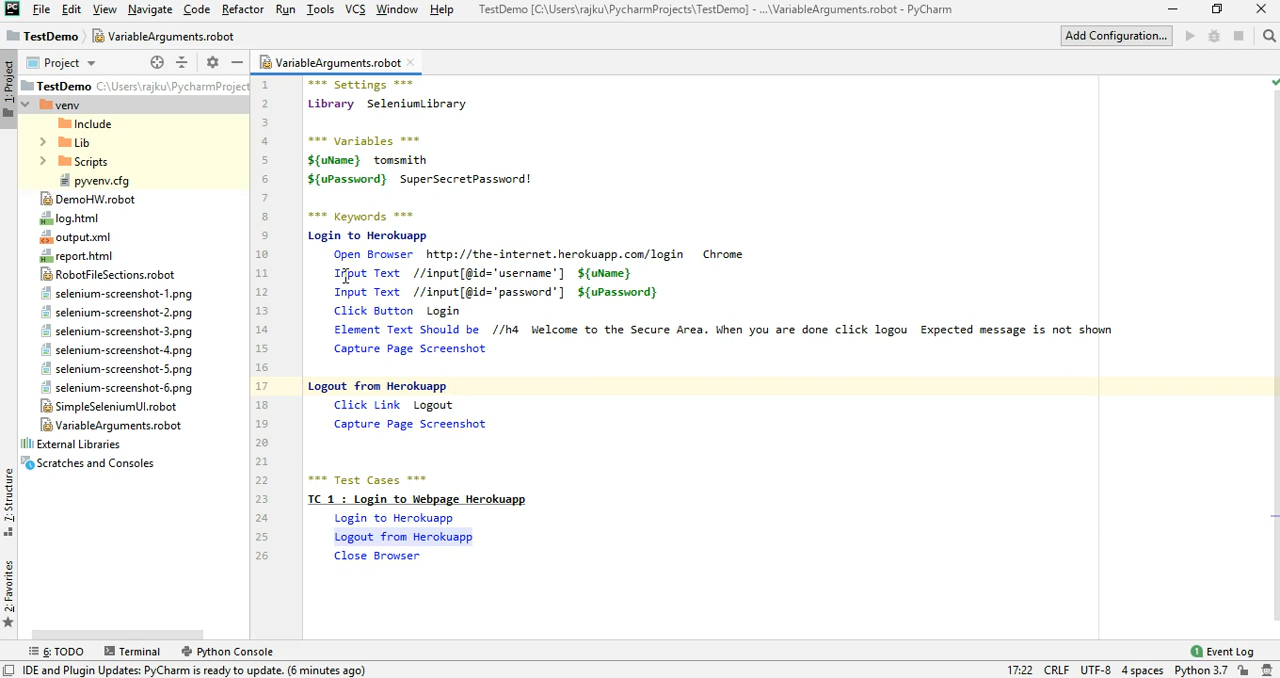 File Edit View Navigate Code Refactor Run Tools VCS Window Help TestDemo [C:\Users\rajku\PycharmProjects\TestDemo] - ...\VariableArguments.robot - PyCharm
TestDemo VariableArguments.robot Add Configuration...
1: Project
Project VariableArguments.robot
TestDemo C:\Users\rajku\PycharmProject
venv
Include
Lib
Scripts
pyvenv.cfg
DemoHW.robot
log.html
output.xml
report.html
RobotFileSections.robot
selenium-screenshot-1.png
selenium-screenshot-2.png
selenium-screenshot-3.png
selenium-screenshot-4.png
selenium-screenshot-5.png
selenium-screenshot-6.png
SimpleSeleniumUI.robot
VariableArguments.robot
External Libraries
Scratches and Consoles
7: Structure
2: Favorites
1 *** Settings ***
2 Library SeleniumLibrary
3
4 *** Variables ***
5 ${uName} tomsmith
6 ${uPassword} SuperSecretPassword!
7
8 *** Keywords ***
9 Login to Herokuapp
10 Open Browser http://the-internet.herokuapp.com/login Chrome
11 Input Text //input[@id='username'] ${uName}
12 Input Text //input[@id='password'] ${uPassword}
13 Click Button Login
14 Element Text Should be //h4 Welcome to the Secure Area. When you are done click logou Expected message is not shown
15 Capture Page Screenshot
16
17 Logout from Herokuapp
18 Click Link Logout
19 Capture Page Screenshot
20
21
22 *** Test Cases ***
23 TC 1 : Login to Webpage Herokuapp
24 Login to Herokuapp
25 Logout from Herokuapp
26 Close Browser
6: TODO Terminal Python Console 1 Event Log
IDE and Plugin Updates: PyCharm is ready to update. (6 minutes ago) 17:22 CRLF UTF-8 4 spaces Python 3.7